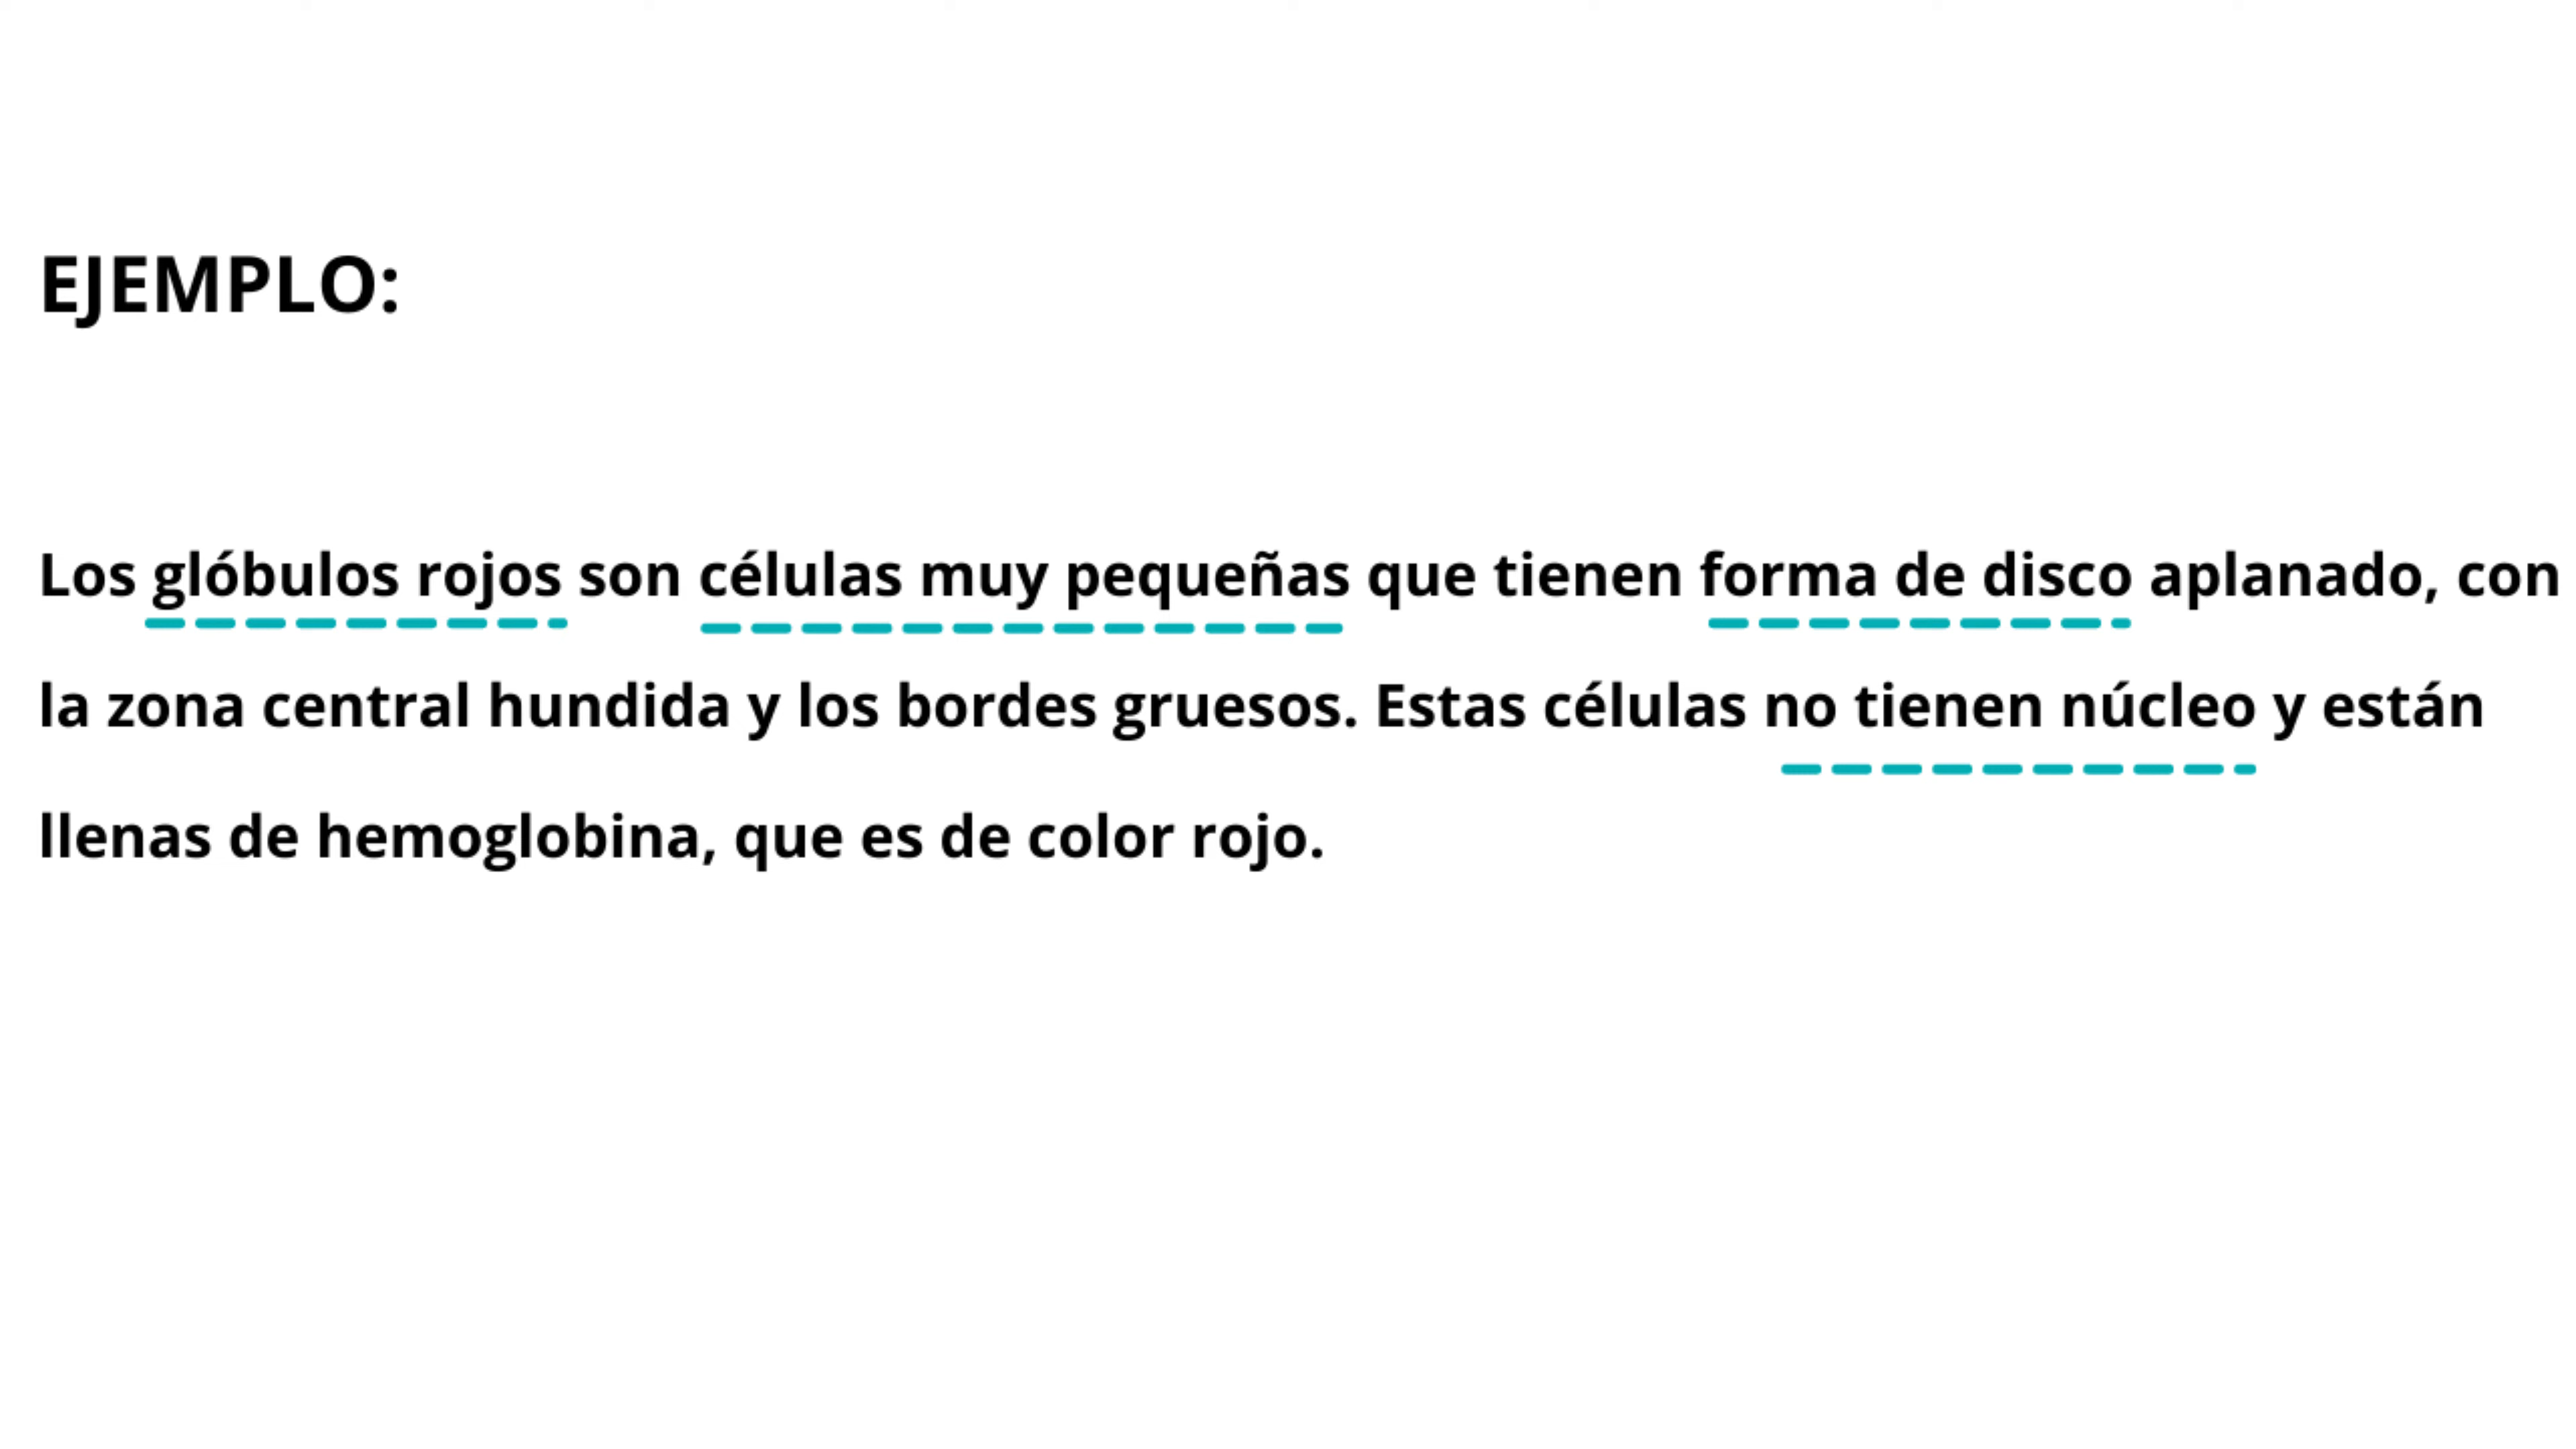 EJEMPLO:
Los glóbulos rojos son células muy pequeñas que tienen forma de disco aplanado, con
la zona central hundida y los bordes gruesos. Estas células no tienen núcleo y están
llenas de hemoglobina, que es de color rojo.